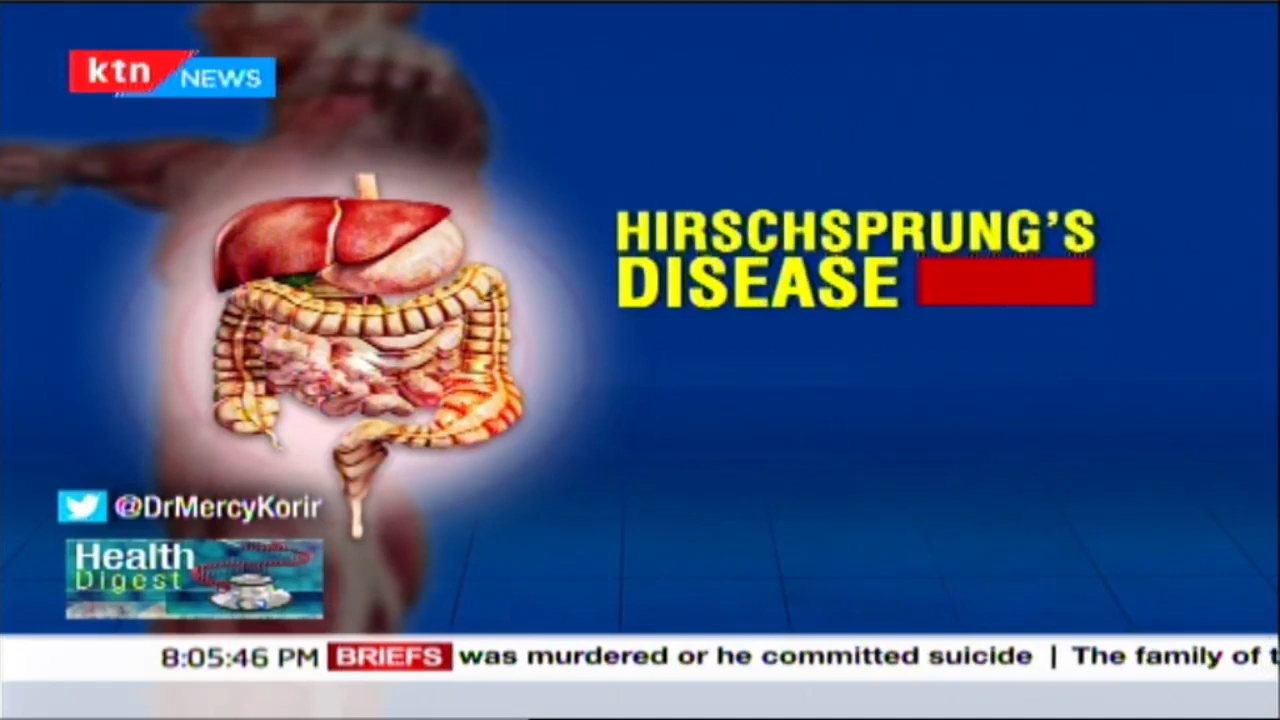 ktn NEWS
HIRSCHSPRUNG'S
DISEASE
@DrMercyKorir
Health
Digest
8:05:46 PM BRIEFS was murdered or he committed suicide | The family of